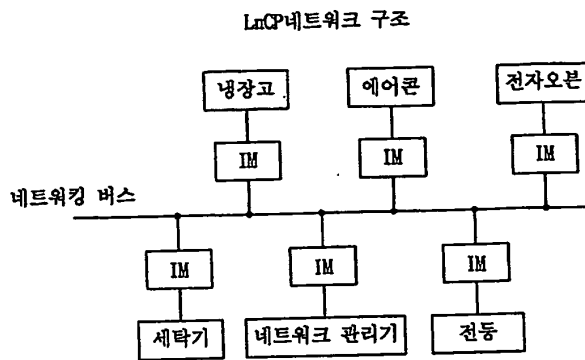 LnCP네트워크 구조
냉장고 에어콘 전자오븐
IM IM IM
네트워킹 버스
IM IM IM
세탁기 네트워크 관리기 전등